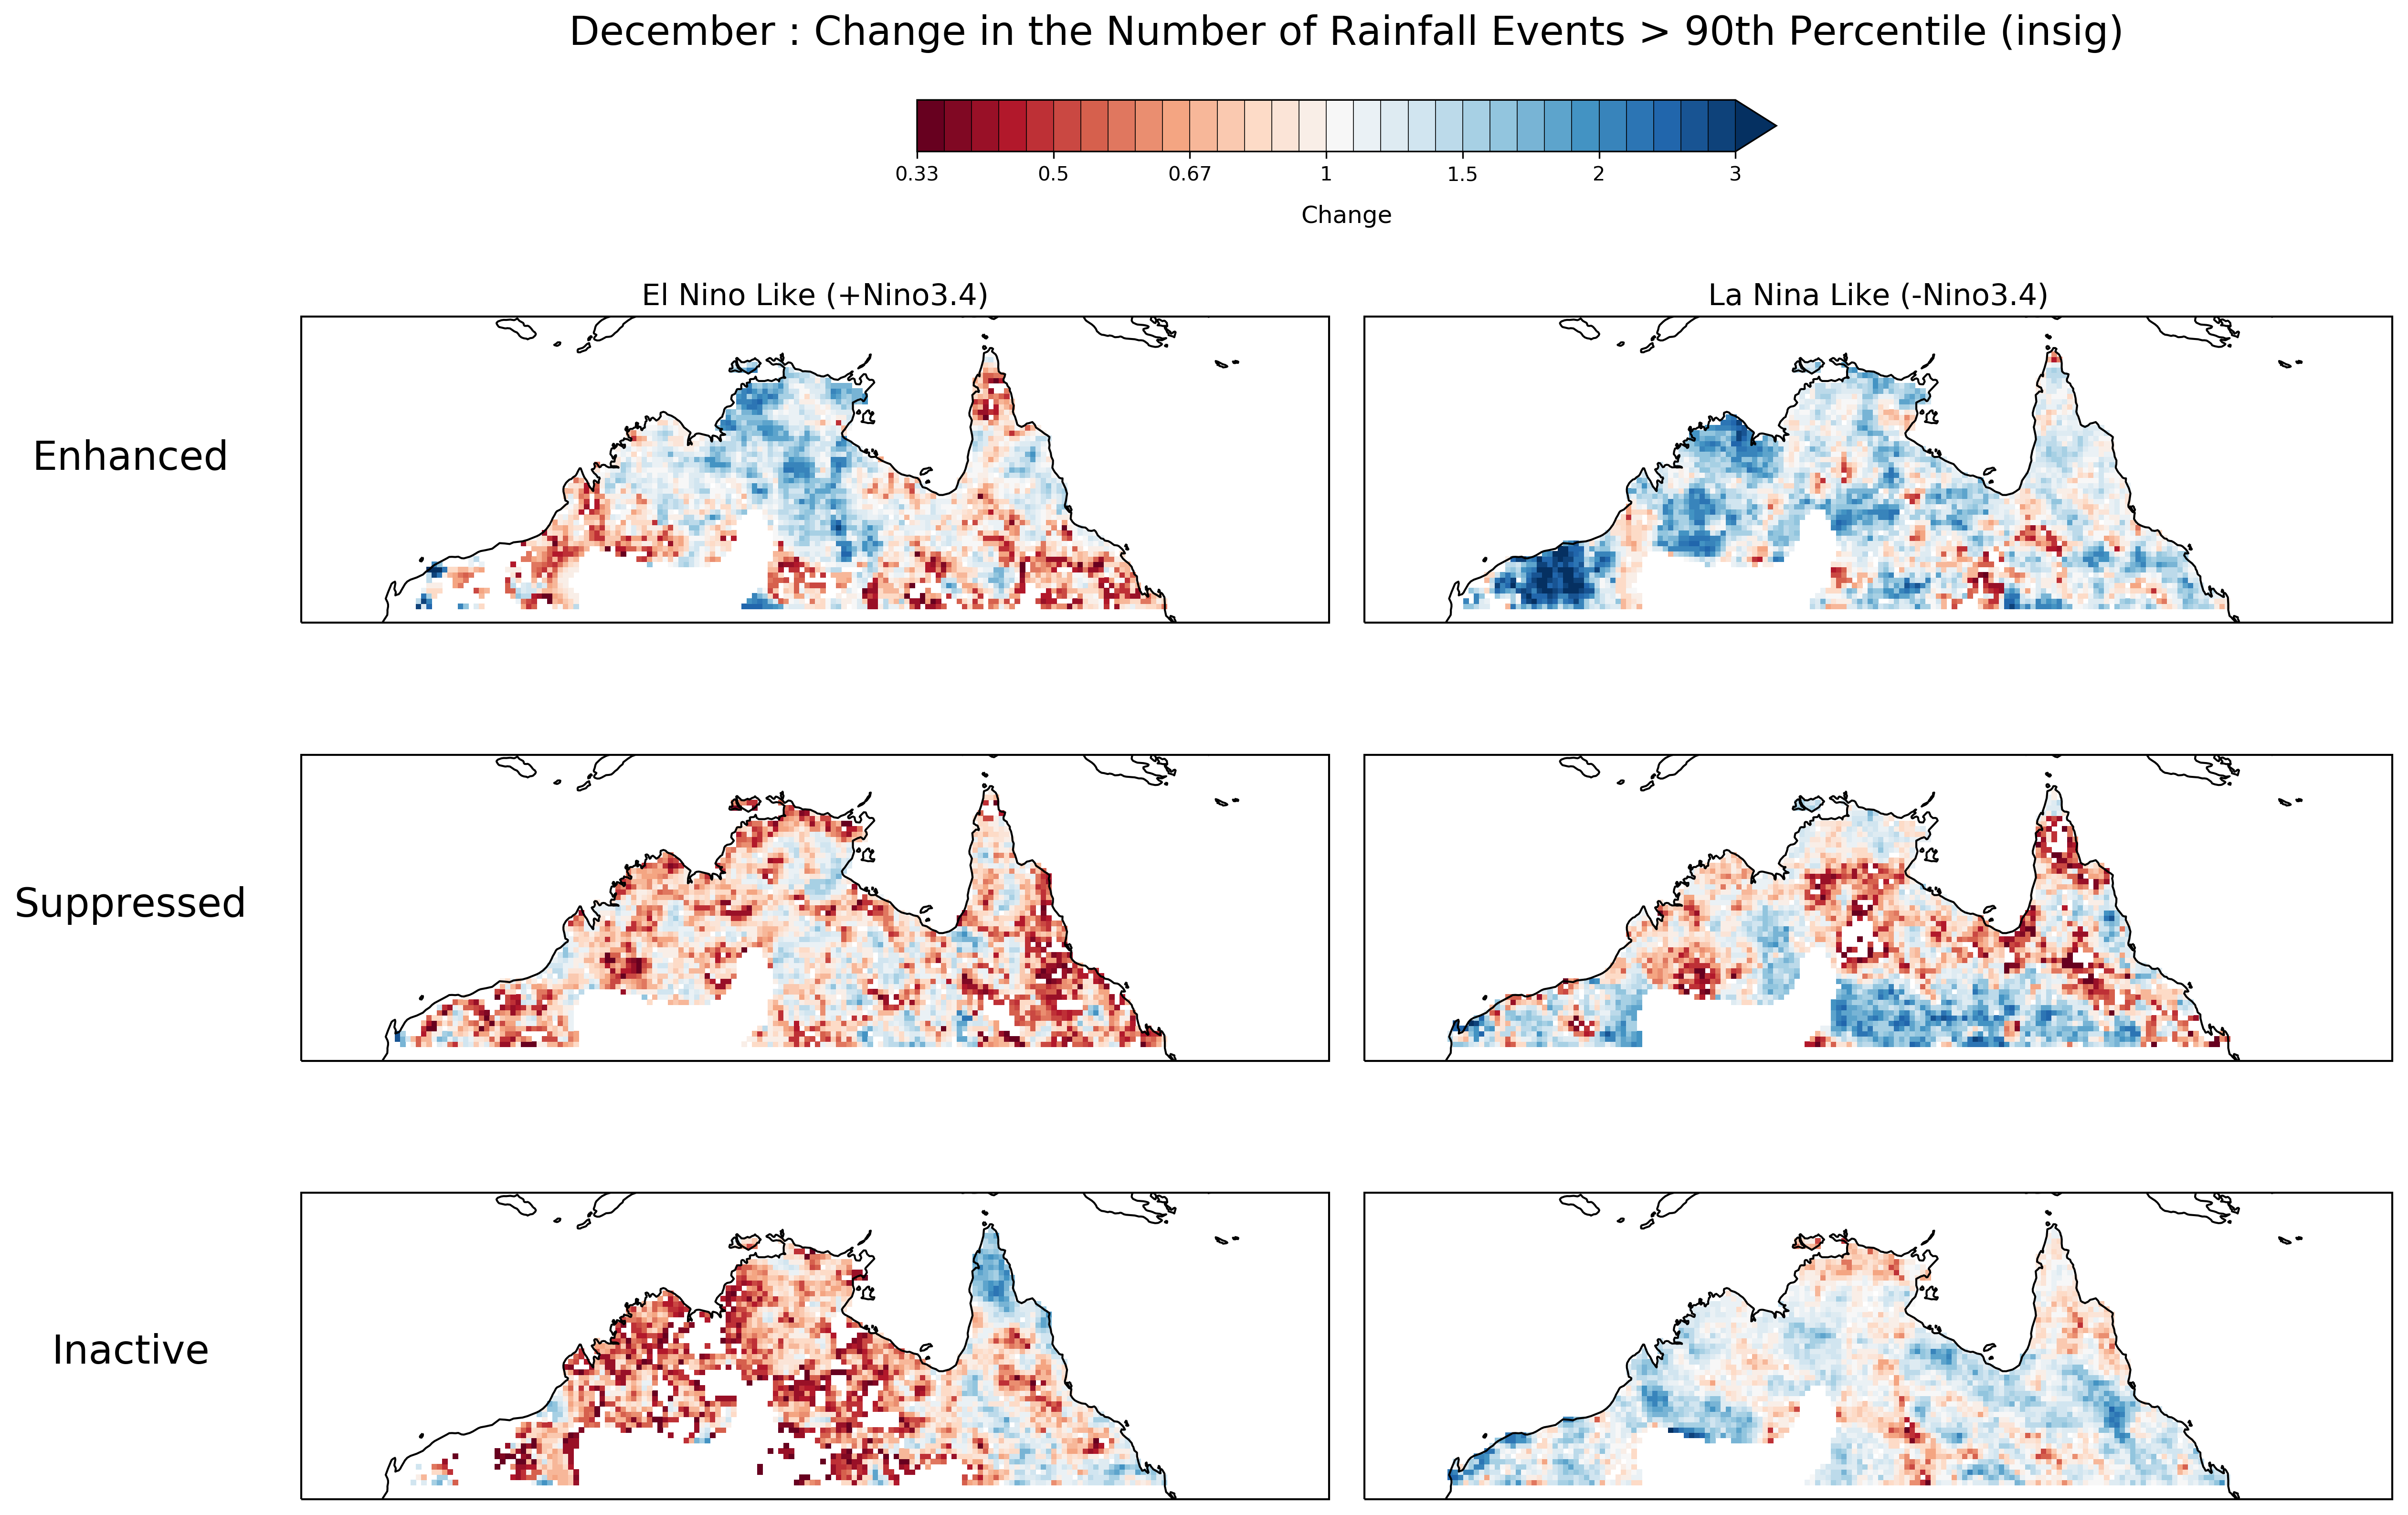 December : Change in the Number of Rainfall Events > 90th Percentile (insig)
0.33 0.5 0.67 1 1.5 2 3
Change
El Nino Like (+Nino3.4)
La Nina Like (-Nino3.4)
Enhanced
Suppressed
Inactive